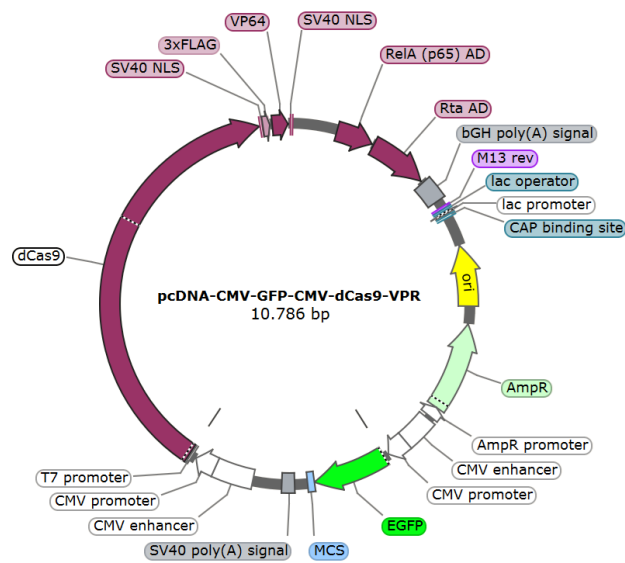 VP64
SV40 NLS
3xFLAG
SV40 NLS
RelA (p65) AD
Rta AD
bGH poly(A) signal
M13 rev
lac operator
lac promoter
CAP binding site
dCas9
pcDNA-CMV-GFP-CMV-dCas9-VPR
10.786 bp
ori
AmpR
AmpR promoter
CMV enhancer
CMV promoter
EGFP
MCS
SV40 poly(A) signal
CMV enhancer
CMV promoter
T7 promoter